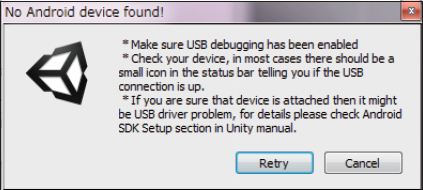 No Android device found!
* Make sure USB debugging has been enabled
* Check your device, in most cases there should be a
small icon in the status bar telling you if the USB
connection is up.
* If you are sure that device is attached then it might
be USB driver problem, for details please check Android
SDK Setup section in Unity manual.
Retry Cancel